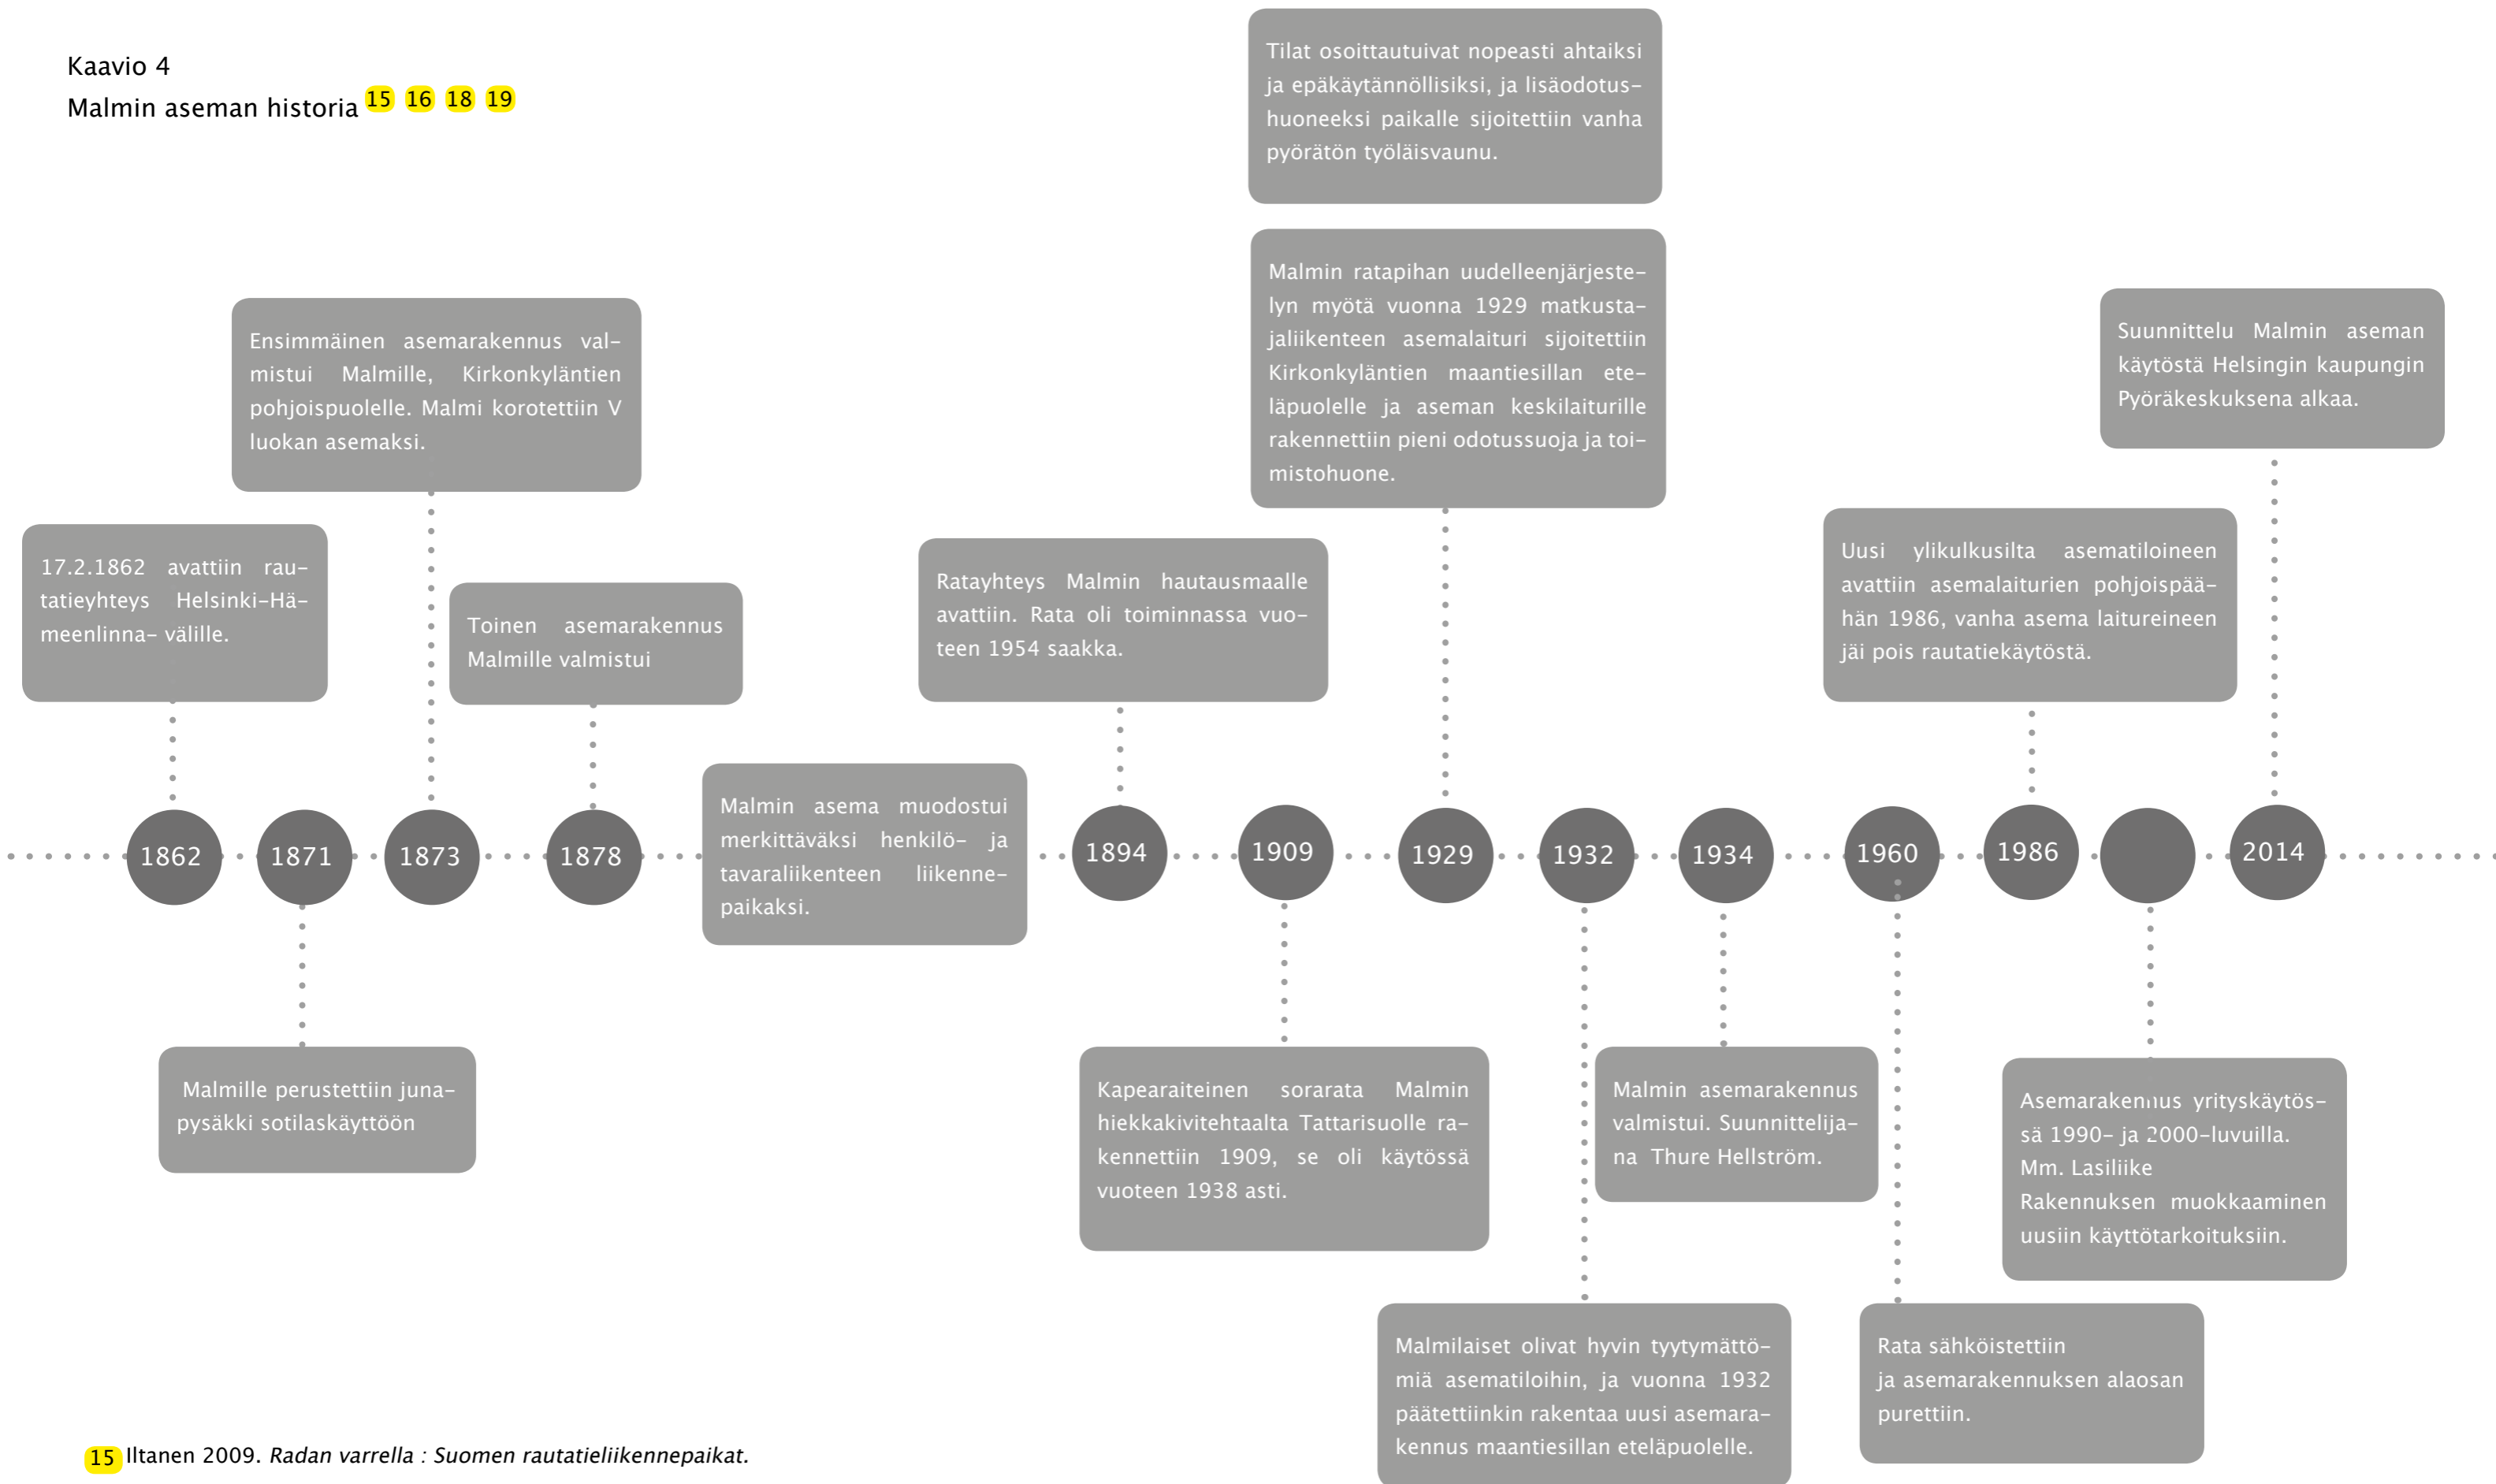 Kaavio 4
Malmin aseman historia 15 16 18 19
Tilat osoittautuivat nopeasti ahtaiksi
ja epäkäytännöllisiksi, ja lisäodotus-
huoneeksi paikalle sijoitettiin vanha
pyörätön työläisvaunu.
Malmin ratapihan uudelleenjärjeste-
lyn myötä vuonna 1929 matkusta-
jaliikenteen asemalaituri sijoitettiin
Kirkonkyläntien maantiesillan ete-
läpuolelle ja aseman keskilaiturille
rakennettiin pieni odotussuoja ja toi-
mistohuone.
Suunnittelu Malmin aseman
käytöstä Helsingin kaupungin
Pyöräkeskuksena alkaa.
Ensimmäinen asemarakennus val-
mistui Malmille, Kirkonkyläntien
pohjoispuolelle. Malmi korotettiin V
luokan asemaksi.
17.2.1862 avattiin rau-
tatieyhteys Helsinki-Hä-
meenlinna- välille.
Toinen asemarakennus
Malmille valmistui
Ratayhteys Malmin hautausmaalle
avattiin. Rata oli toiminnassa vuo-
teen 1954 saakka.
Uusi ylikulkusilta asematiloineen
avattiin asemalaiturien pohjoispää-
hän 1986, vanha asema laitureineen
jäi pois rautatiekäytöstä.
Malmin asema muodostui
merkittäväksi henkilö- ja
tavaraliikenteen liikenne-
paikaksi.
1862
1871
1873
1878
1894
1909
1929
1932
1934
1960
1986
2014
Malmille perustettiin juna-
pysäkki sotilaskäyttöön
Kapearaiteinen sorarata Malmin
hiekkakivitehtaalta Tattarisuolle ra-
kennettiin 1909, se oli käytössä
vuoteen 1938 asti.
Malmin asemarakennus
valmistui. Suunnittelija-
na Thure Hellström.
Asemarakennus yrityskäytös-
sä 1990- ja 2000-luvuilla.
Mm. Lasiliike
Rakennuksen muokkaaminen
uusiin käyttötarkoituksiin.
Malmilaiset olivat hyvin tyytymättö-
miä asematiloihin, ja vuonna 1932
päätettiinkin rakentaa uusi asemara-
kennus maantiesillan eteläpuolelle.
Rata sähköistettiin
ja asemarakennuksen alaosan
purettiin.
15 Iltanen 2009. Radan varrella : Suomen rautatieliikennepaikat.